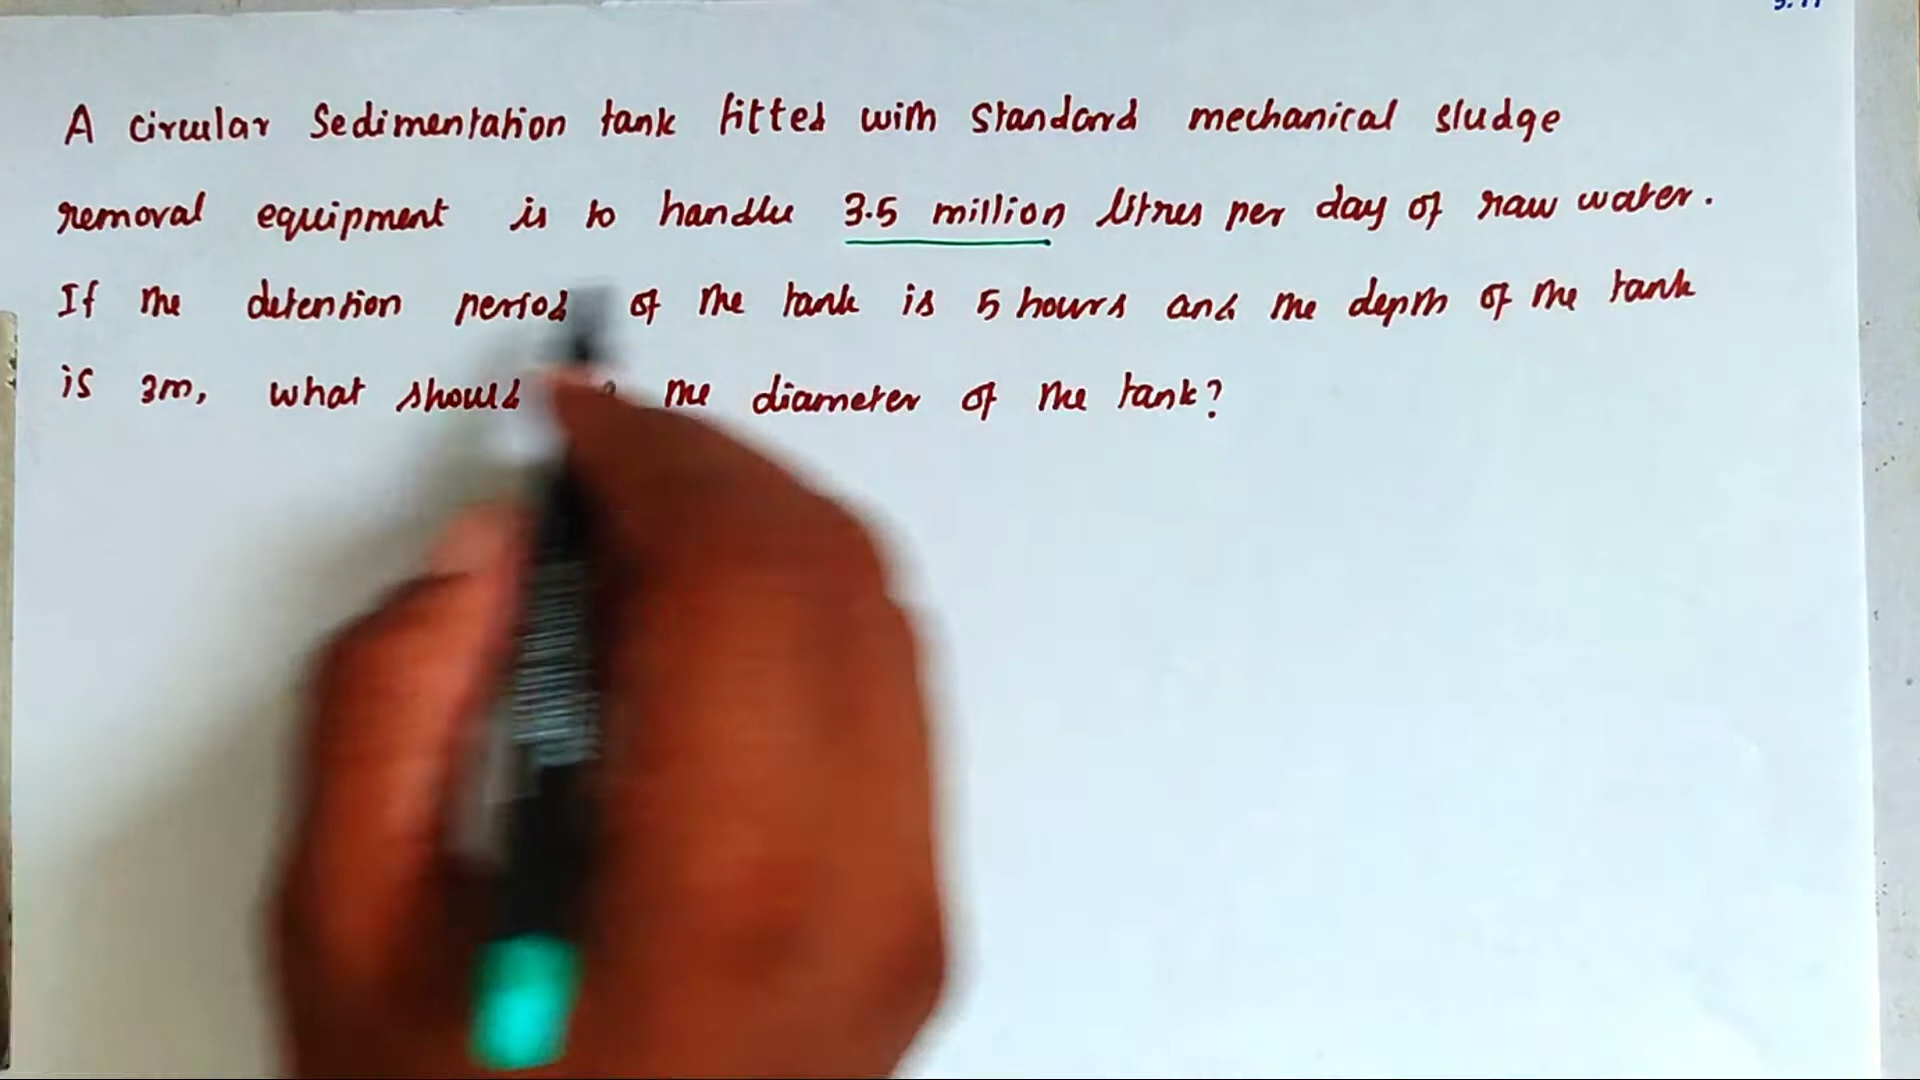 A circular Sedimentation tank fitted with standard mechanical sludge
removal equipment is to handle 3.5 million litres per day of raw water.
If the detention period of the tank is 5 hours and the depth of the tank
is 3m, what should the diameter of the tank?